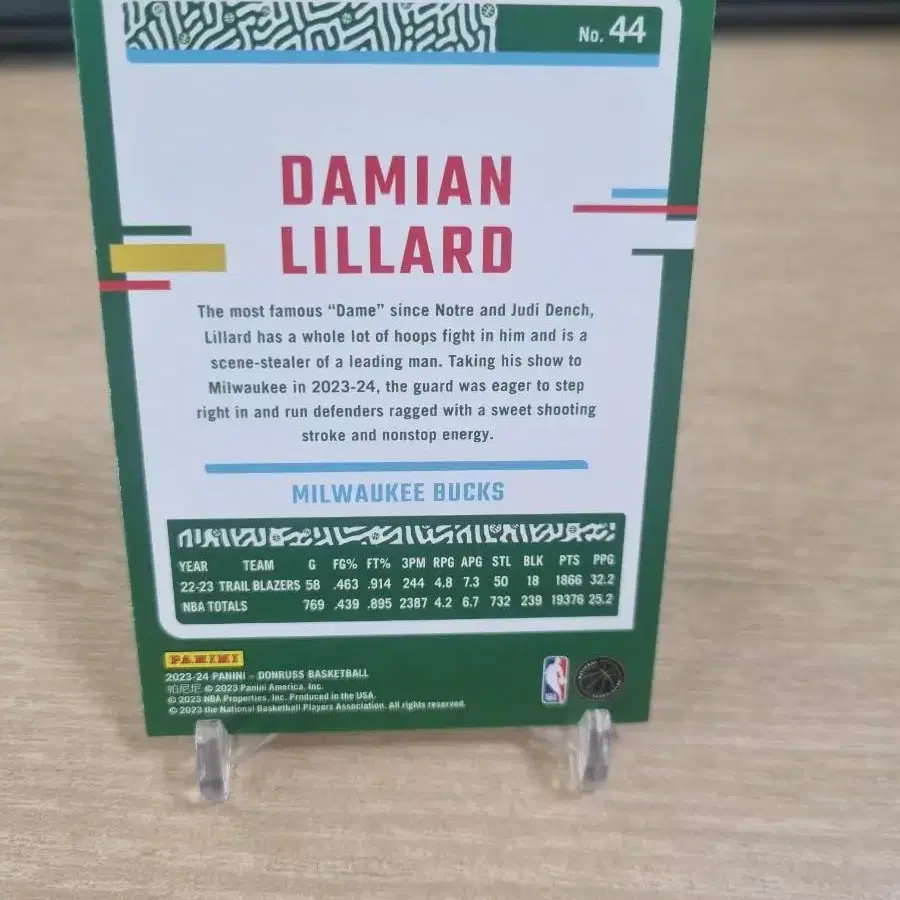 No. 44
DAMIAN
LILLARD
The most famous “Dame” since Notre and Judi Dench,
Lillard has a whole lot of hoops fight in him and is a
scene-stealer of a leading man. Taking his show to
Milwaukee in 2023-24, the guard was eager to step
right in and run defenders ragged with a sweet shooting
stroke and nonstop energy.
MILWAUKEE BUCKS
YEAR TEAM G FG% FT% 3PM RPG APG STL BLK PTS PPG
22-23 TRAIL BLAZERS 58 .463 .914 244 4.8 7.3 50 18 1866 32.2
NBA TOTALS 769 .439 .895 2387 4.2 6.7 732 239 19376 25.2
PANINI
2023-24 PANINI – DONRUSS BASKETBALL
帕尼尼 © 2023 Panini America, Inc.
© 2023 NBA Properties, Inc. Produced in the USA.
© 2023 the National Basketball Players Association. All rights reserved.